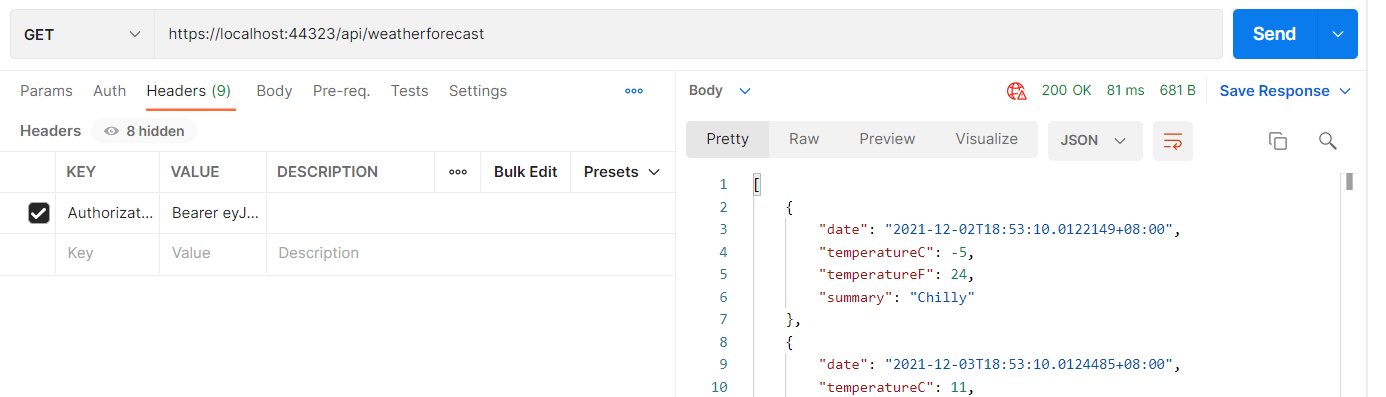 GET
https://localhost:44323/api/weatherforecast
Send
Params Auth Headers (9) Body Pre-req. Tests Settings
Headers 8 hidden
KEY VALUE DESCRIPTION Bulk Edit Presets
Authorizat... Bearer eyJ...
Key Value Description
Body 200 OK 81 ms 681 B Save Response
Pretty Raw Preview Visualize JSON
1 [
2 {
3 "date": "2021-12-02T18:53:10.0122149+08:00",
4 "temperatureC": -5,
5 "temperatureF": 24,
6 "summary": "Chilly"
7 },
8 {
9 "date": "2021-12-03T18:53:10.0124485+08:00",
10 "temperatureC": 11,